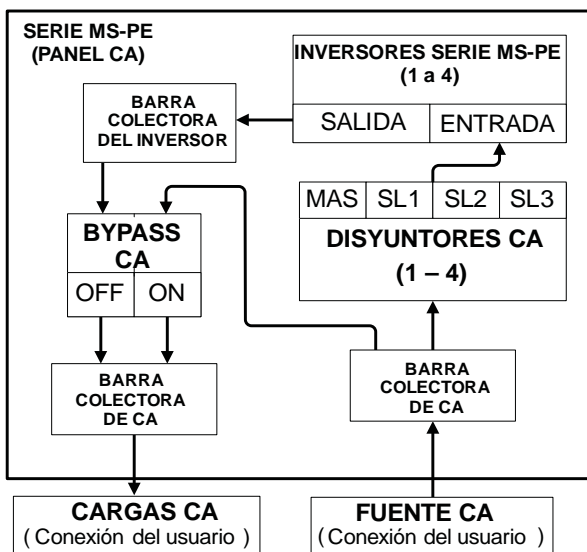 SERIE MS-PE
(PANEL CA)
INVERSORES SERIE MS-PE
(1 a 4)
SALIDA
ENTRADA
BARRA
COLECTORA
DEL INVERSOR
MAS
SL1
SL2
SL3
DISYUNTORES CA
(1 – 4)
BYPASS
CA
OFF
ON
BARRA
COLECTORA
DE CA
BARRA
COLECTORA
DE CA
CARGAS CA
( Conexión del usuario )
FUENTE CA
( Conexión del usuario )